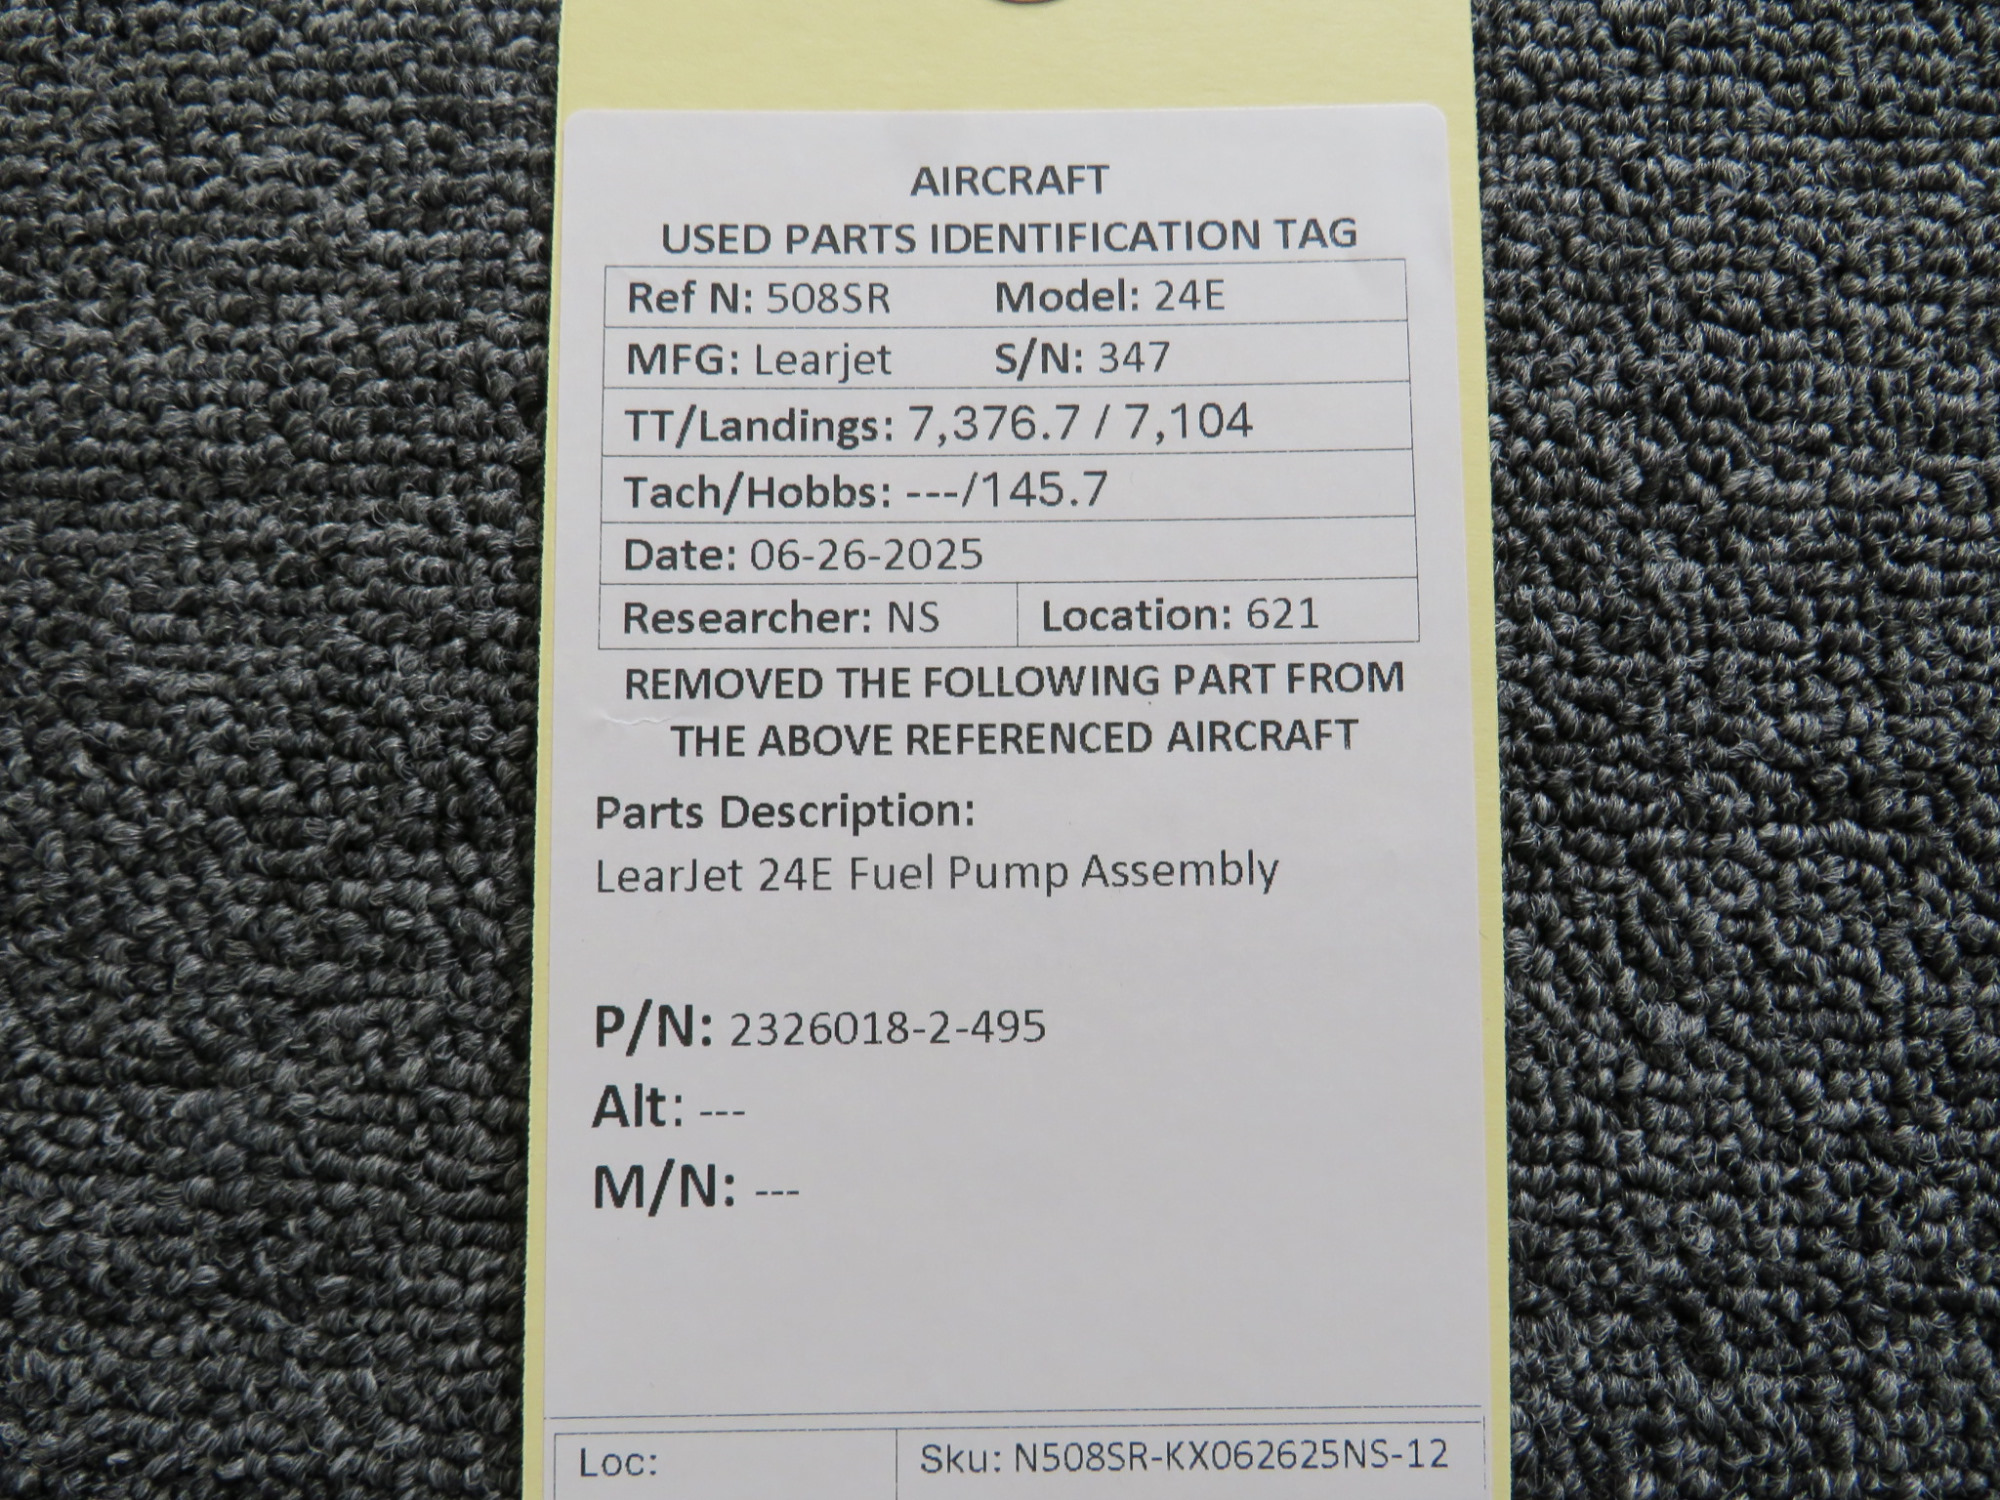 AIRCRAFT
USED PARTS IDENTIFICATION TAG
Ref N: 508SR Model: 24E
MFG: Learjet S/N: 347
TT/Landings: 7,376.7 / 7,104
Tach/Hobbs: ---/145.7
Date: 06-26-2025
Researcher: NS Location: 621
REMOVED THE FOLLOWING PART FROM
THE ABOVE REFERENCED AIRCRAFT
Parts Description:
LearJet 24E Fuel Pump Assembly
P/N: 2326018-2-495
Alt: ---
M/N: ---
Loc: Sku: N508SR-KX062625NS-12